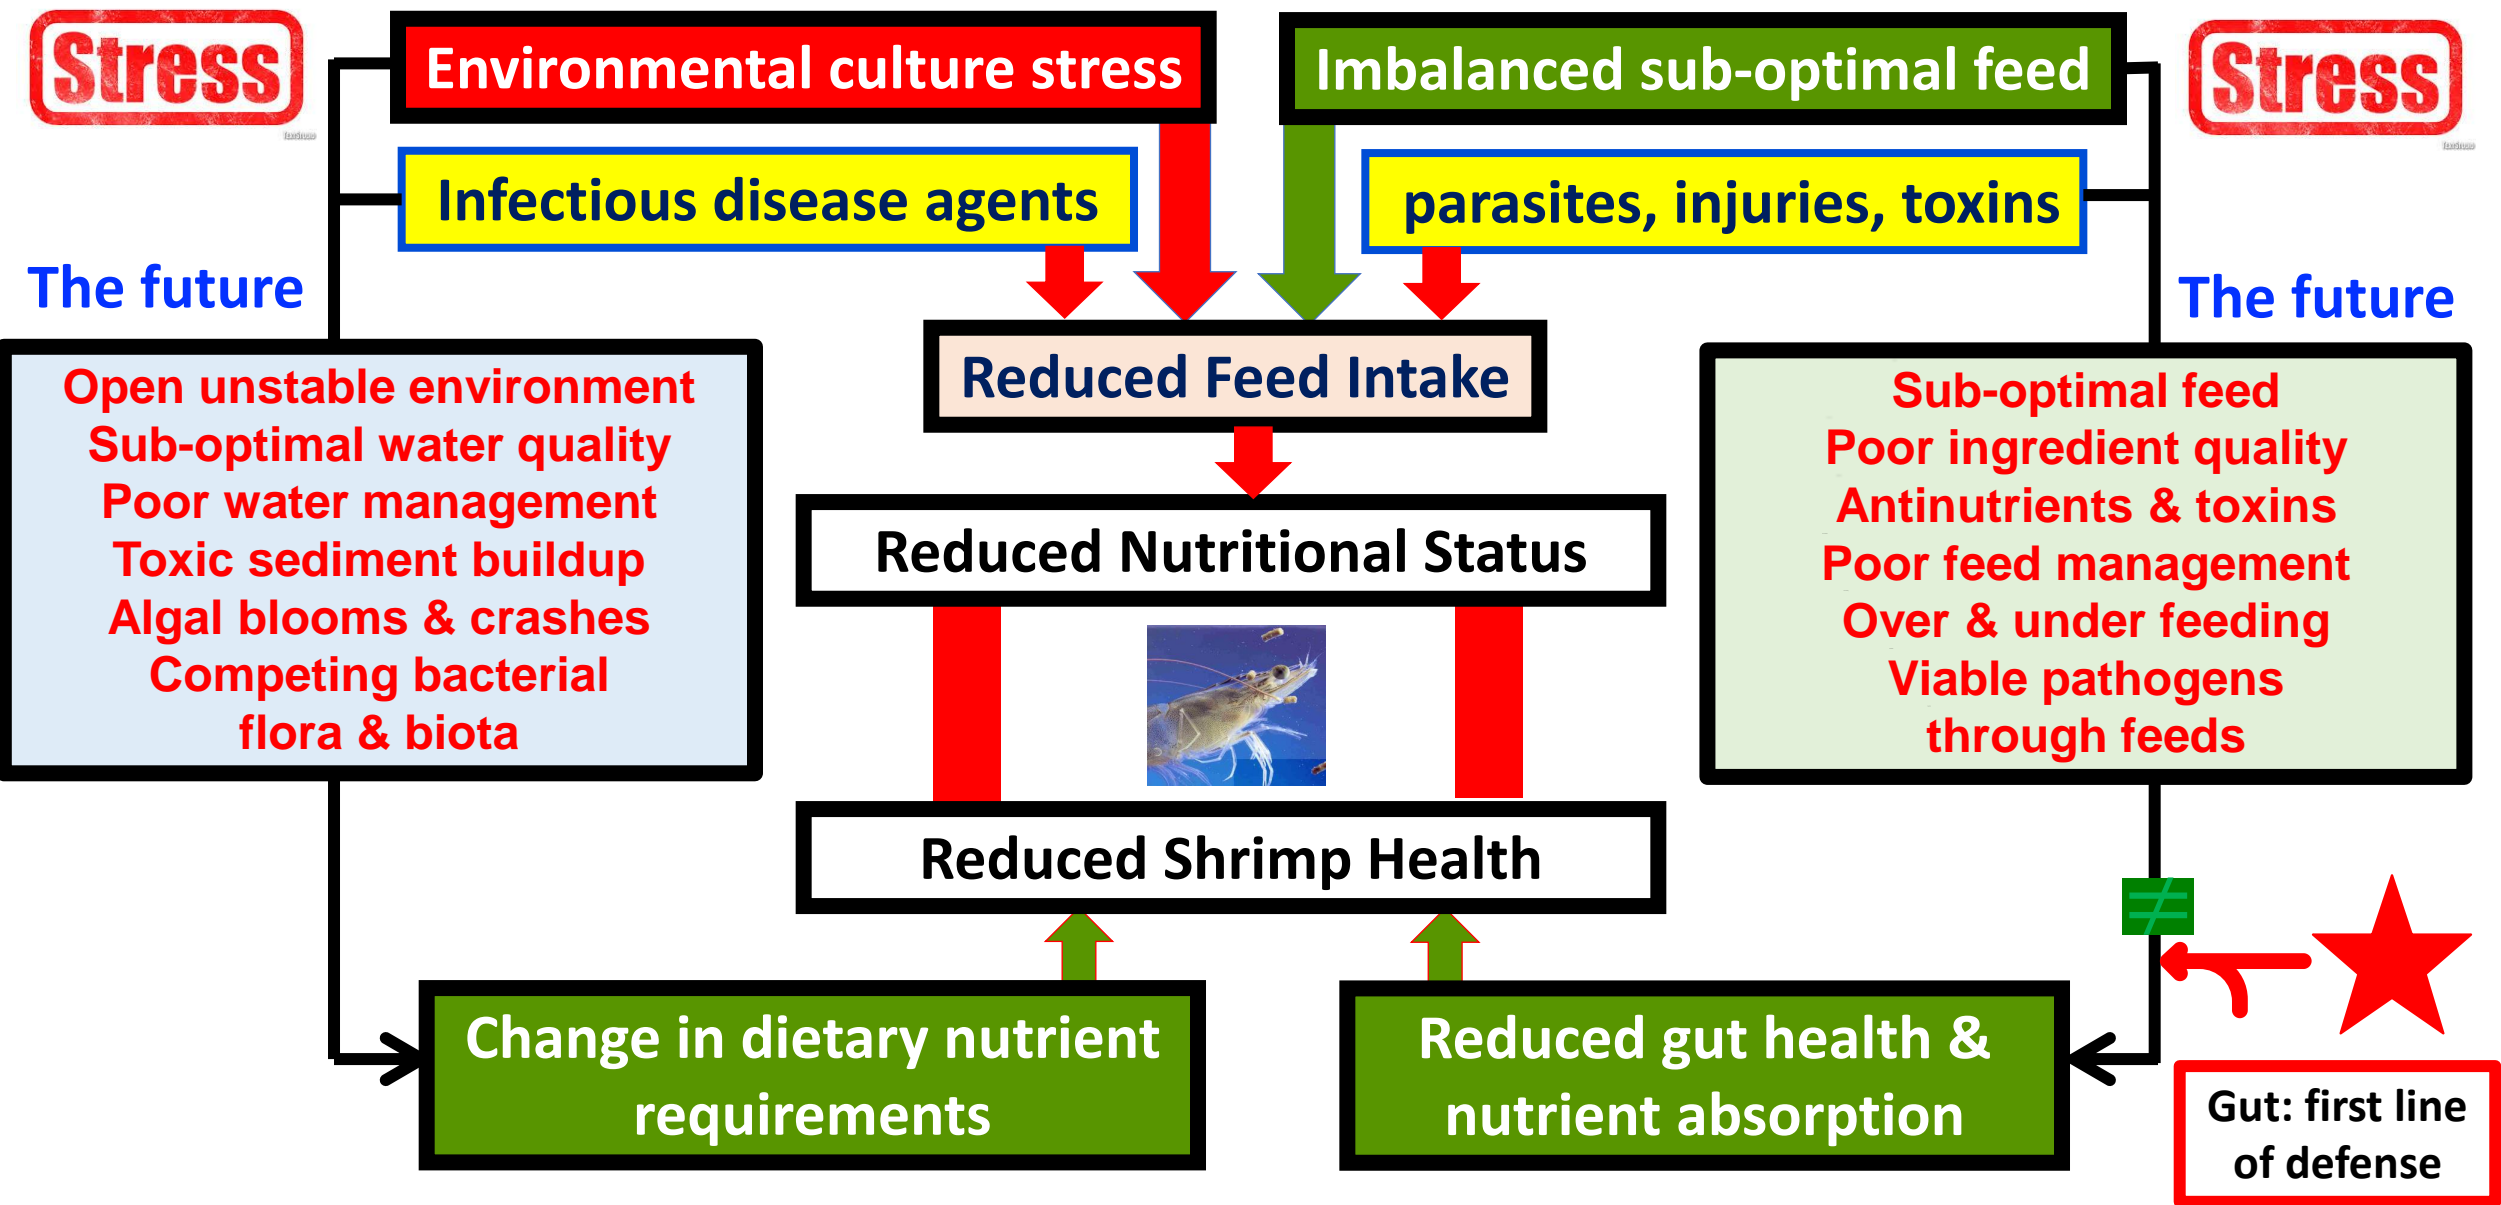 Stress
Environmental culture stress
Imbalanced sub-optimal feed
Stress
Infectious disease agents
parasites, injuries, toxins
The future
The future
Open unstable environment
Sub-optimal water quality
Poor water management
Toxic sediment buildup
Algal blooms & crashes
Competing bacterial
flora & biota
Reduced Feed Intake
Reduced Nutritional Status
Reduced Shrimp Health
Sub-optimal feed
Poor ingredient quality
Antinutrients & toxins
Poor feed management
Over & under feeding
Viable pathogens
through feeds
≠
Change in dietary nutrient
requirements
Reduced gut health &
nutrient absorption
Gut: first line
of defense